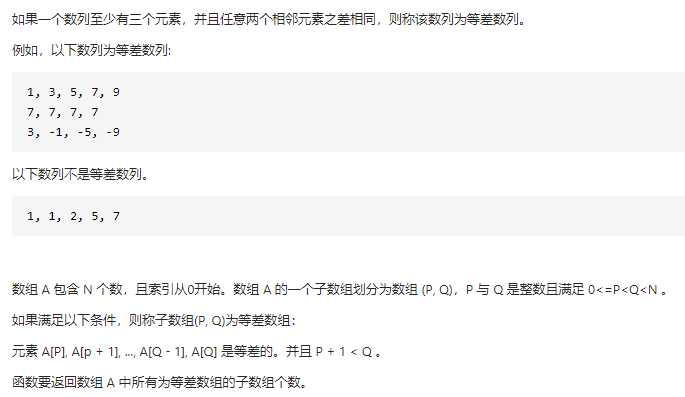 如果一个数列至少有三个元素，并且任意两个相邻元素之差相同，则称该数列为等差数列。
例如，以下数列为等差数列:
1, 3, 5, 7, 9
7, 7, 7, 7
3, -1, -5, -9
以下数列不是等差数列。
1, 1, 2, 5, 7
数组 A 包含 N 个数，且索引从0开始。数组 A 的一个子数组划分为数组 (P, Q)，P 与 Q 是整数且满足 0<=P<Q<N 。
如果满足以下条件，则称子数组(P, Q)为等差数组：
元素 A[P], A[p + 1], ..., A[Q - 1], A[Q] 是等差的。并且 P + 1 < Q 。
函数要返回数组 A 中所有为等差数组的子数组个数。